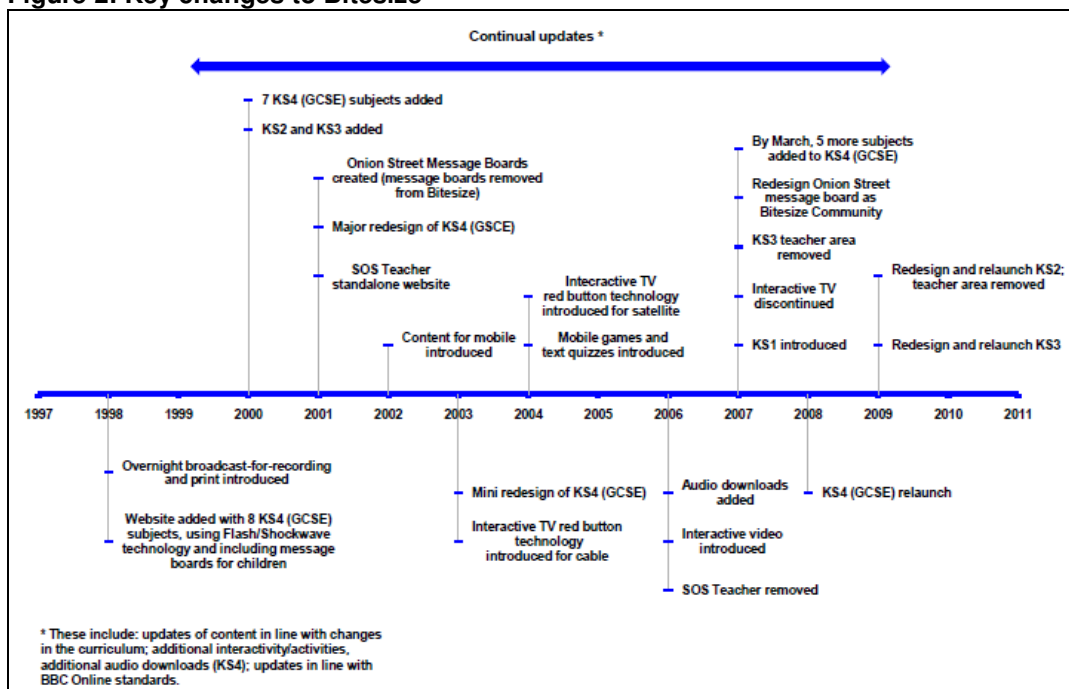 Figure 2: Key changes to Bitesize
Continual updates *
7 KS4 (GCSE) subjects added
KS2 and KS3 added
Onion Street Message Boards
created (message boards removed
from Bitesize)
Major redesign of KS4 (GSCE)
SOS Teacher
standalone website
Content for mobile
introduced
Intecractive TV
red button technology
introduced for satellite
Mobile games and
text quizzes introduced
By March, 5 more subjects
added to KS4 (GCSE)
Redesign Onion Street
message board as
Bitesize Community
KS3 teacher area
removed
Interactive TV
discontinued
KS1 introduced
Redesign and relaunch KS2;
teacher area removed
Redesign and relaunch KS3
1997 1998 1999 2000 2001 2002 2003 2004 2005 2006 2007 2008 2009 2010 2011
Overnight broadcast-for-recording
and print introduced
Website added with 8 KS4 (GCSE)
subjects, using Flash/Shockwave
technology and including message
boards for children
Mini redesign of KS4 (GCSE)
Interactive TV red button
technology
introduced for cable
Audio downloads
added
Interactive video
introduced
SOS Teacher removed
KS4 (GCSE) relaunch
* These include: updates of content in line with changes
in the curriculum; additional interactivity/activities,
additional audio downloads (KS4); updates in line with
BBC Online standards.